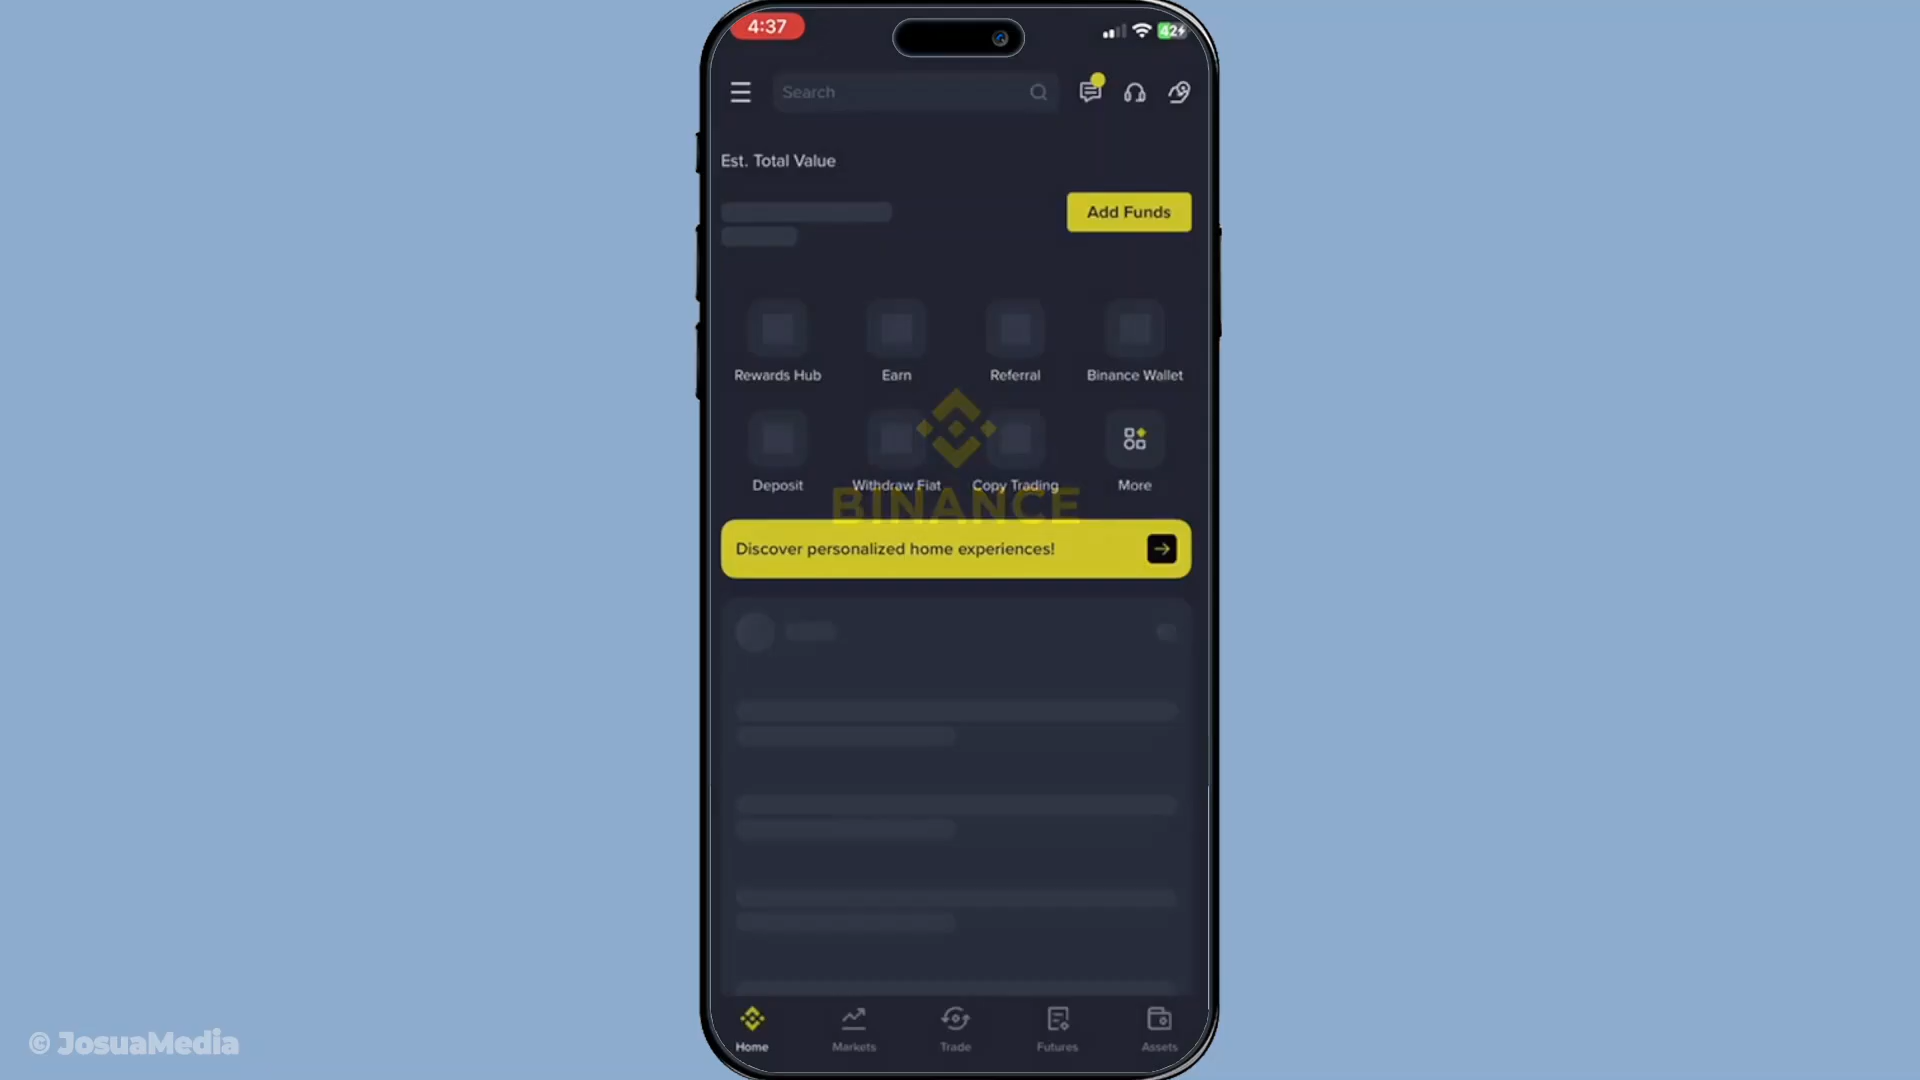 4:37
42
Search
Est. Total Value
Add Funds
Rewards Hub
Earn
Referral
Binance Wallet
Deposit
Withdraw Fiat
Copy Trading
More
BINANCE
Discover personalized home experiences!
Home
Markets
Trade
Futures
Assets
© JosuaMedia